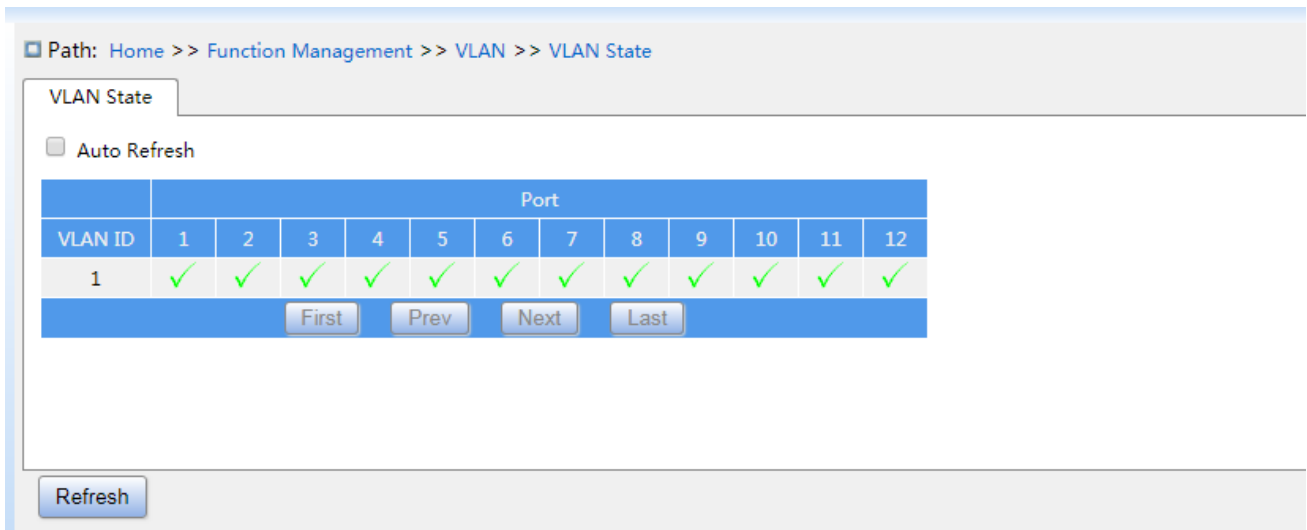 Path: Home >> Function Management >> VLAN >> VLAN State
VLAN State
Auto Refresh
Port
VLAN ID 1 2 3 4 5 6 7 8 9 10 11 12
1
First Prev Next Last
Refresh